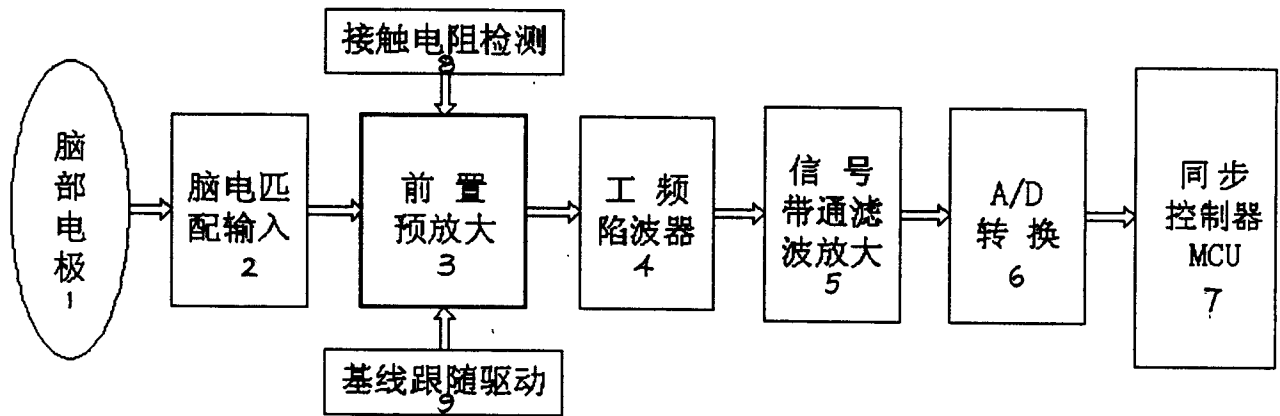 接触电阻检测
8
脑
部
电
极
1
脑电匹
配输入
2
前 置
预放大
3
工 频
陷波器
4
信 号
带通滤
波放大
5
A/D
转 换
6
同步
控制器
MCU
7
基线跟随驱动
9